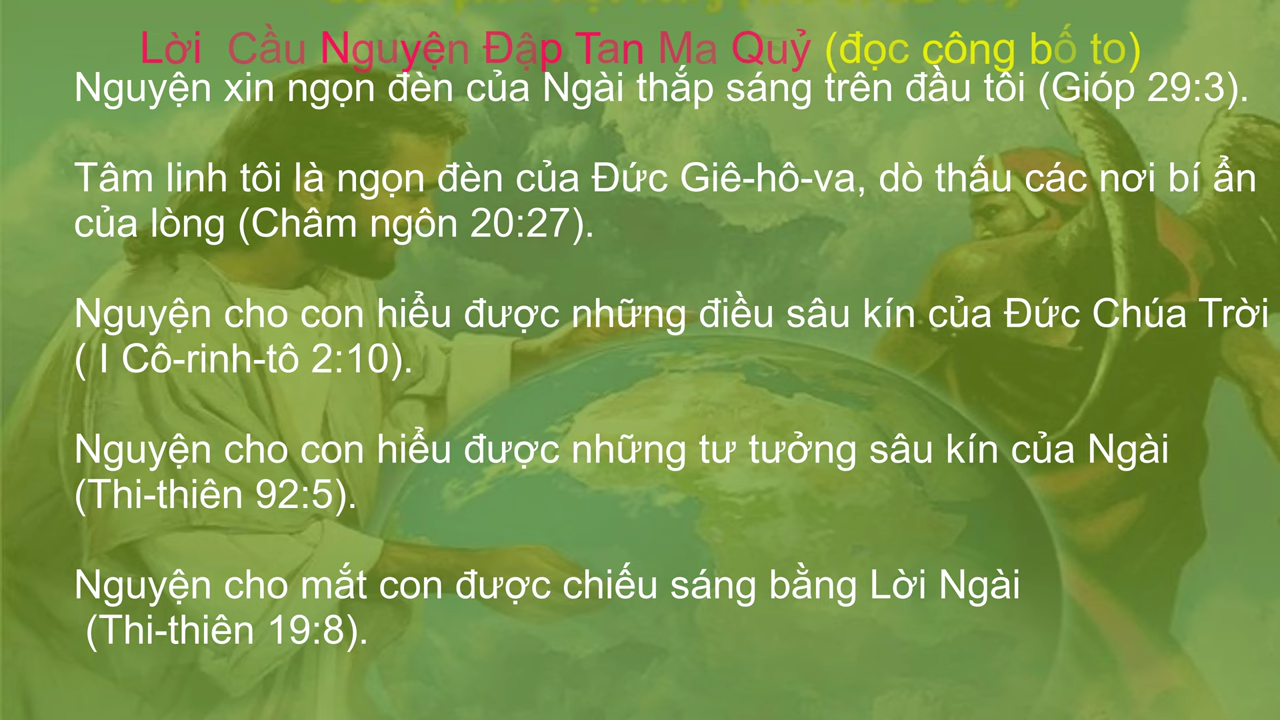 Lời Cầu Nguyện Đập Tan Ma Quỷ (đọc công bố to)
Nguyện xin ngọn đèn của Ngài thắp sáng trên đầu tôi (Gióp 29:3).
Tâm linh tôi là ngọn đèn của Đức Giê-hô-va, dò thấu các nơi bí ẩn
của lòng (Châm ngôn 20:27).
Nguyện cho con hiểu được những điều sâu kín của Đức Chúa Trời
( I Cô-rinh-tô 2:10).
Nguyện cho con hiểu được những tư tưởng sâu kín của Ngài
(Thi-thiên 92:5).
Nguyện cho mắt con được chiếu sáng bằng Lời Ngài
(Thi-thiên 19:8).